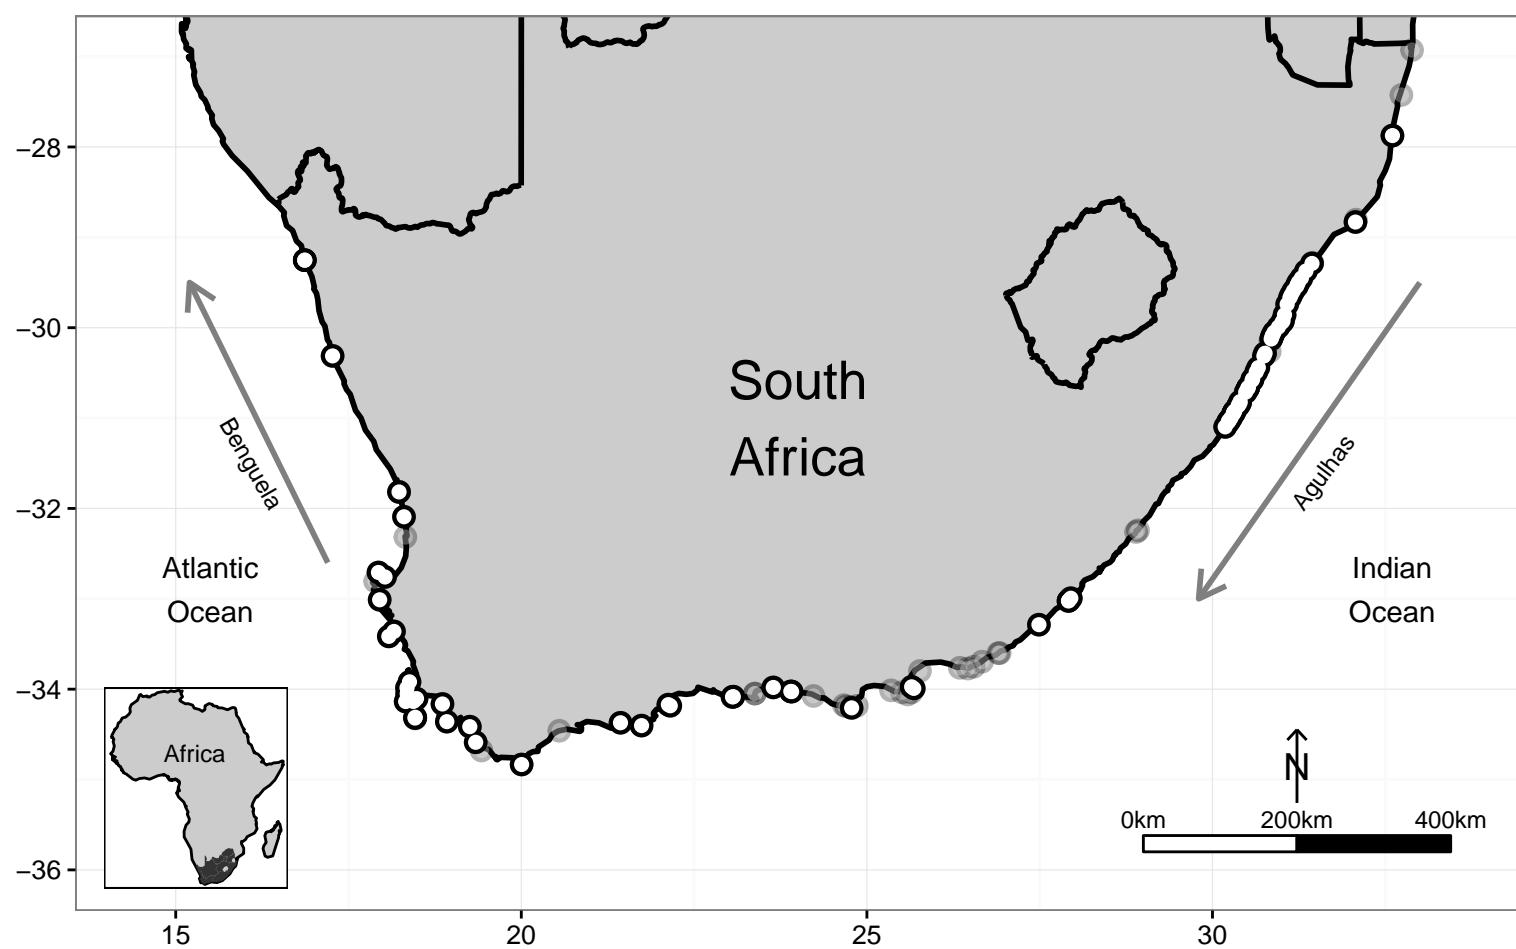 −28
−30
−32
−34
−36
South
Africa
Benguela
Agulhas
Atlantic
Ocean
Indian
Ocean
Africa
N
0km 200km 400km
15 20 25 30